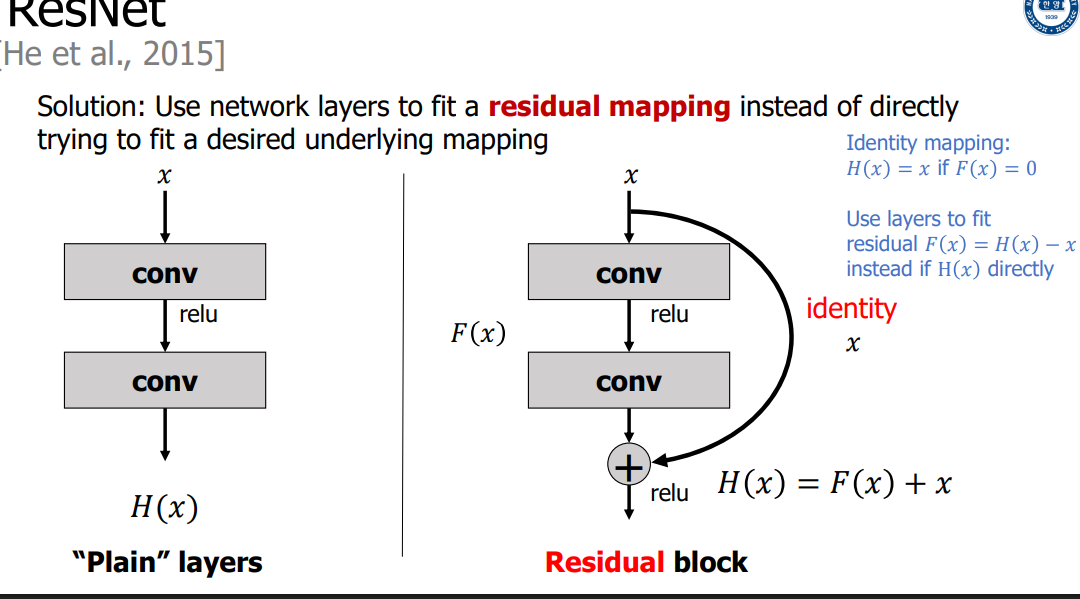 ResNet
[He et al., 2015]
한양
1939
Solution: Use network layers to fit a residual mapping instead of directly
trying to fit a desired underlying mapping
Identity mapping:
H(x) = x if F(x) = 0
Use layers to fit
residual F(x) = H(x) − x
instead if H(x) directly
x
conv
relu
conv
H(x)
"Plain" layers
x
conv
relu
F(x)
conv
identity
x
+
relu
H(x) = F(x) + x
Residual block